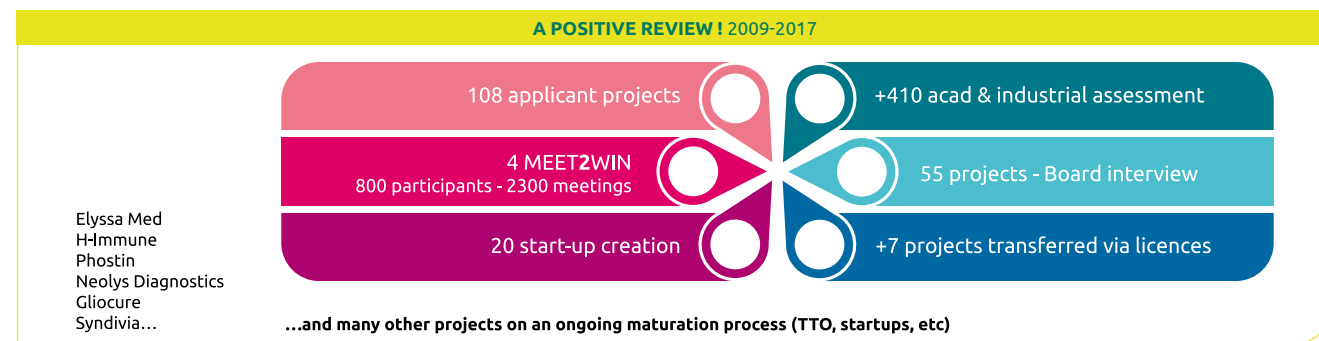 A POSITIVE REVIEW ! 2009-2017
108 applicant projects
+410 acad & industrial assessment
4 MEET2WIN
800 participants - 2300 meetings
55 projects - Board interview
20 start-up creation
+7 projects transferred via licences
Elyssa Med
H-Immune
Phostin
Neolys Diagnostics
Gliocure
Syndivia...
...and many other projects on an ongoing maturation process (TTO, startups, etc)